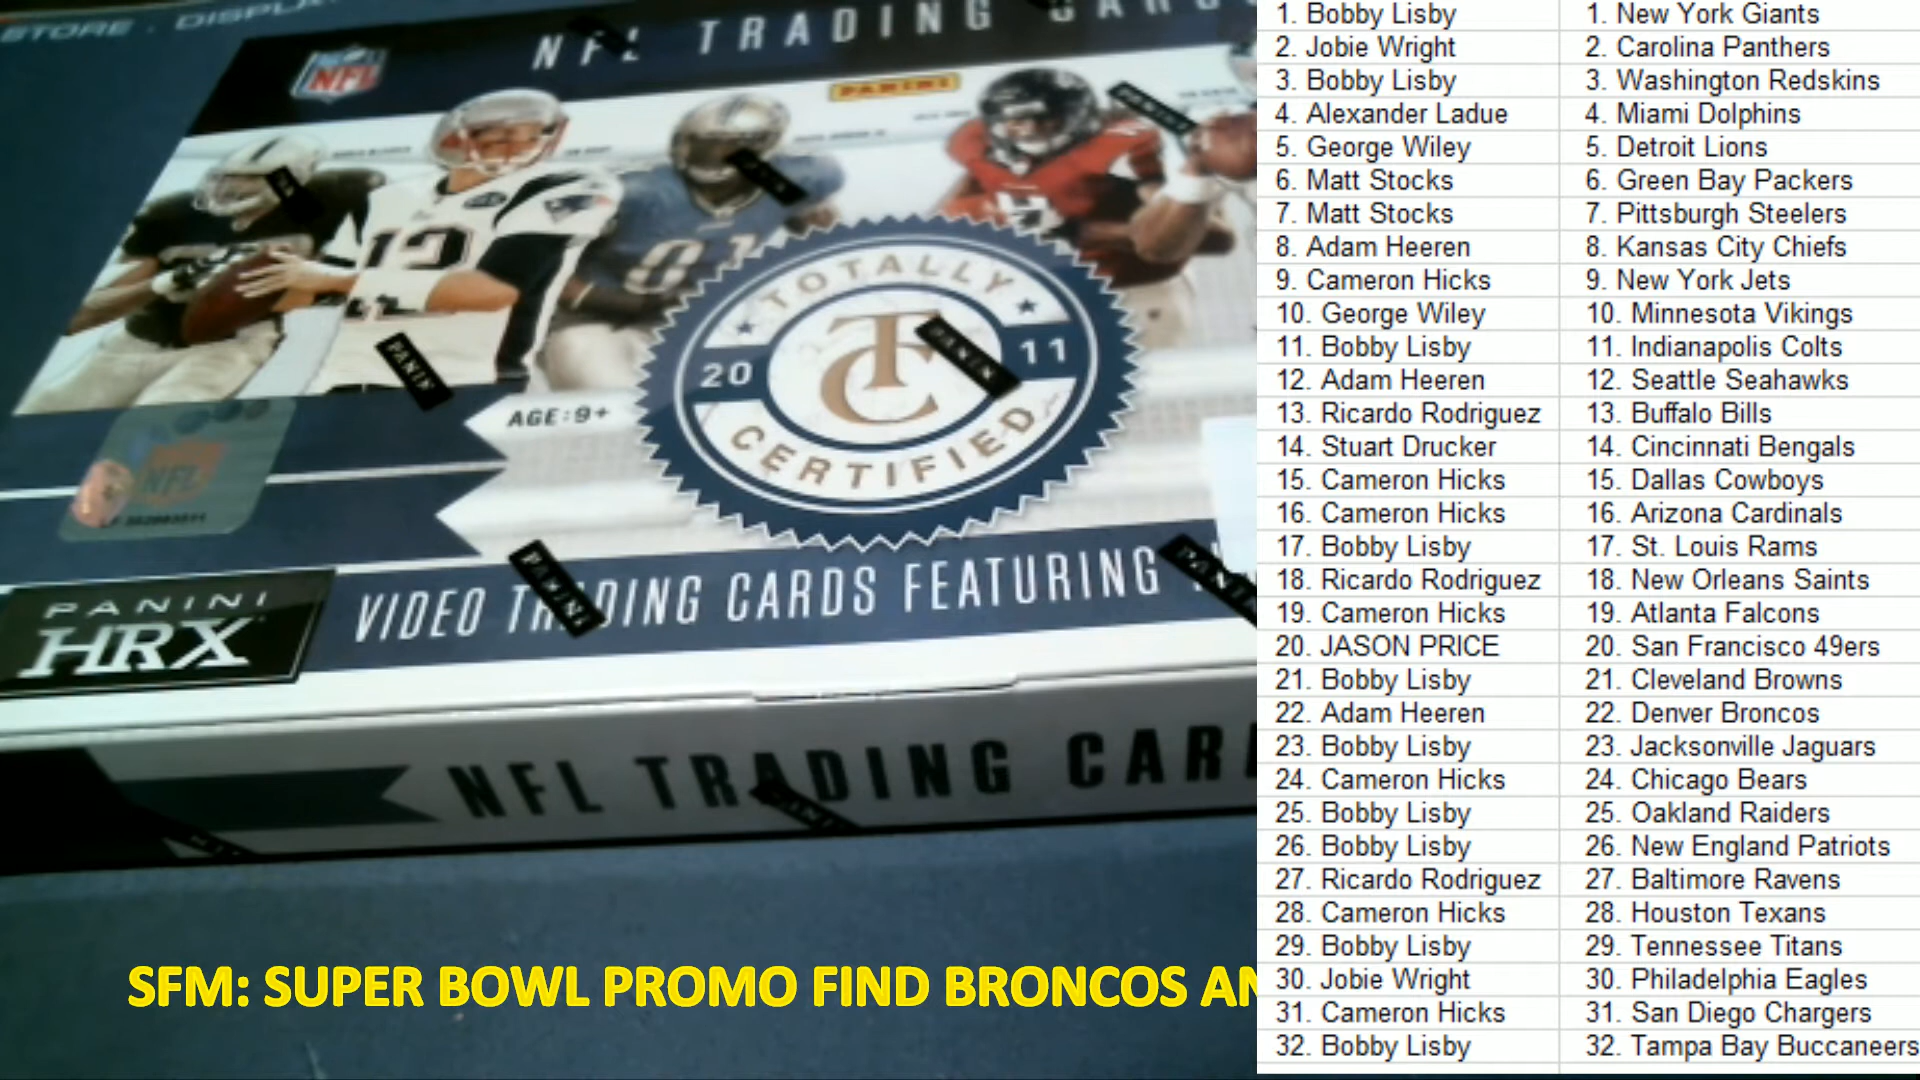 STORE . DISPLA
NFL TRADING CARDS
NFL
PANINI
TOTALLY
TC
20 11
CERTIFIED
AGE: 9+
NFL
PANINI
HRX
VIDEO TRADING CARDS FEATURING
NFL TRADING CAR
PANINI
PANINI
PANINI
SFM: SUPER BOWL PROMO FIND BRONCOS AN
1. Bobby Lisby 1. New York Giants
2. Jobie Wright 2. Carolina Panthers
3. Bobby Lisby 3. Washington Redskins
4. Alexander Ladue 4. Miami Dolphins
5. George Wiley 5. Detroit Lions
6. Matt Stocks 6. Green Bay Packers
7. Matt Stocks 7. Pittsburgh Steelers
8. Adam Heeren 8. Kansas City Chiefs
9. Cameron Hicks 9. New York Jets
10. George Wiley 10. Minnesota Vikings
11. Bobby Lisby 11. Indianapolis Colts
12. Adam Heeren 12. Seattle Seahawks
13. Ricardo Rodriguez 13. Buffalo Bills
14. Stuart Drucker 14. Cincinnati Bengals
15. Cameron Hicks 15. Dallas Cowboys
16. Cameron Hicks 16. Arizona Cardinals
17. Bobby Lisby 17. St. Louis Rams
18. Ricardo Rodriguez 18. New Orleans Saints
19. Cameron Hicks 19. Atlanta Falcons
20. JASON PRICE 20. San Francisco 49ers
21. Bobby Lisby 21. Cleveland Browns
22. Adam Heeren 22. Denver Broncos
23. Bobby Lisby 23. Jacksonville Jaguars
24. Cameron Hicks 24. Chicago Bears
25. Bobby Lisby 25. Oakland Raiders
26. Bobby Lisby 26. New England Patriots
27. Ricardo Rodriguez 27. Baltimore Ravens
28. Cameron Hicks 28. Houston Texans
29. Bobby Lisby 29. Tennessee Titans
30. Jobie Wright 30. Philadelphia Eagles
31. Cameron Hicks 31. San Diego Chargers
32. Bobby Lisby 32. Tampa Bay Buccaneers